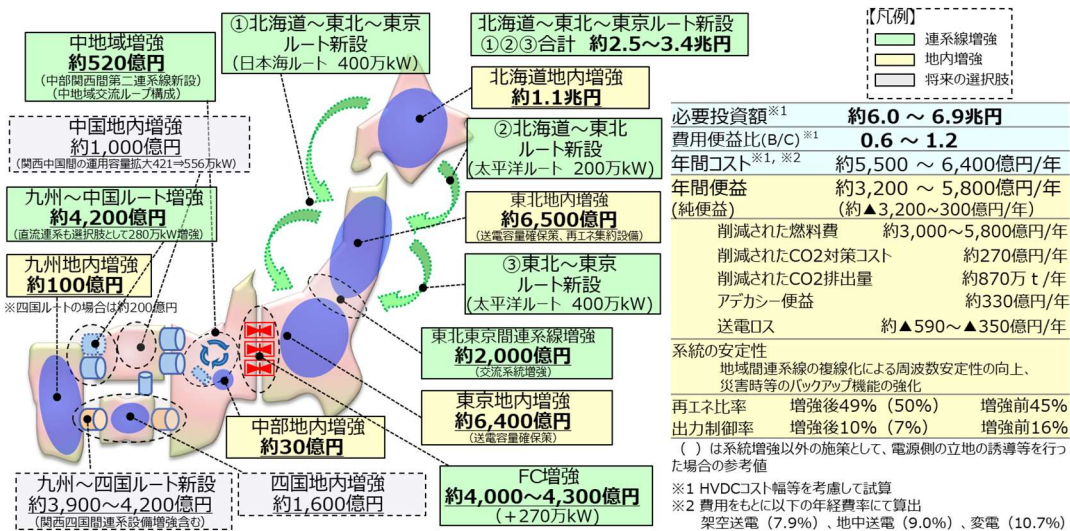 ①北海道～東北～東京
ルート新設
(日本海ルート 400万kW)
北海道～東北～東京ルート新設
①②③合計 約2.5～3.4兆円
【凡例】
連系線増強
地内増強
将来の選択肢
中地域増強
約520億円
(中部関西間第二連系線新設)
(中地域交流ループ構成)
北海道地内増強
約1.1兆円
中国地内増強
約1,000億円
(関西中国間の運用容量拡大421⇒556万kW)
②北海道～東北
ルート新設
(太平洋ルート 200万kW)
九州～中国ルート増強
約4,200億円
(直流連系も選択肢として280万kW増強)
東北地内増強
約6,500億円
(送電容量確保策、再エネ集約設備)
九州地内増強
約100億円
※四国ルートの場合は約200億円
③東北～東京
ルート新設
(太平洋ルート 400万kW)
東北東京間連系線増強
約2,000億円
(交流系統増強)
東京地内増強
約6,400億円
(送電容量確保策)
中部地内増強
約30億円
九州～四国ルート新設
約3,900～4,200億円
(関西四国間連系設備増強含む)
四国地内増強
約1,600億円
FC増強
約4,000～4,300億円
(+270万kW)
必要投資額※1 約6.0 ～ 6.9兆円
費用便益比(B/C) ※1 0.6 ～ 1.2
年間コスト※1, ※2 約5,500 ～ 6,400億円/年
年間便益 約3,200 ～ 5,800億円/年
(純便益) (約▲3,200~300億円/年)
削減された燃料費 約3,000～5,800億円/年
削減されたCO2対策コスト 約270億円/年
削減されたCO2排出量 約870万ｔ/年
アデカシー便益 約330億円/年
送電ロス 約▲590～▲350億円/年
系統の安定性
地域間連系線の複線化による周波数安定性の向上、
災害時等のバックアップ機能の強化
再エネ比率 増強後49%（50%） 増強前45%
出力制御率 増強後10%（7%） 増強前16%
（ ）は系統増強以外の施策として、電源側の立地の誘導等を行っ
た場合の参考値
※1 HVDCコスト幅等を考慮して試算
※2 費用をもとに以下の年経費率にて算出
架空送電（7.9%）、地中送電（9.0%）、変電（10.7%）